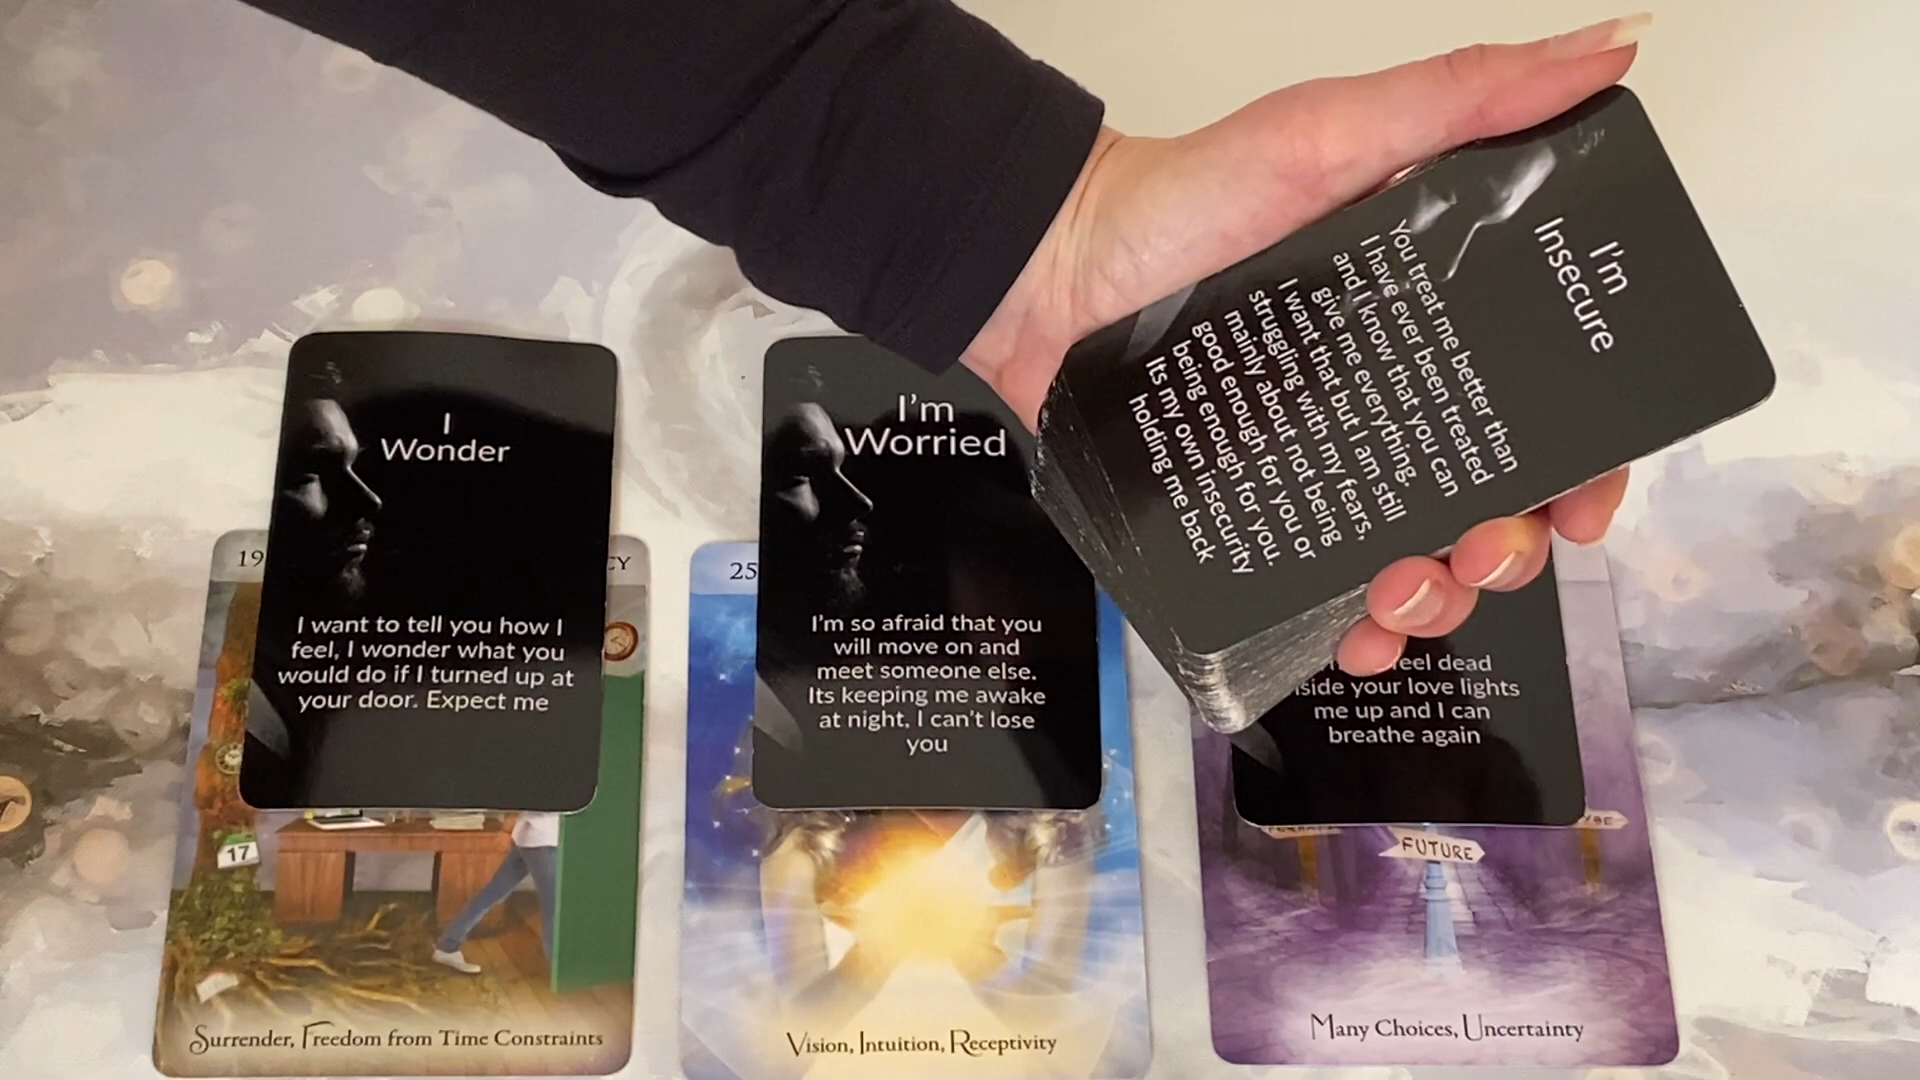 I
Wonder
I want to tell you how I
feel, I wonder what you
would do if I turned up at
your door. Expect me
19
CY
17
Surrender, Freedom from Time Constraints
I'm
Worried
I'm so afraid that you
will move on and
meet someone else.
Its keeping me awake
at night, I can't lose
you
25
Vision, Intuition, Receptivity
I'm
Insecure
You treat me better than
I have ever been treated
and I know that you can
give me everything.
I want that but I am still
struggling with my fears,
mainly about not being
good enough for you or
being enough for you.
Its my own insecurity
holding me back
feel dead
side your love lights
me up and I can
breathe again
FUTURE
Many Choices, Uncertainty